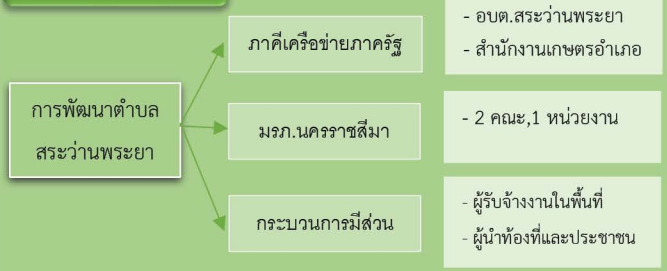 การพัฒนาตำบล
สระว่านพระยา
ภาคีเครือข่ายภาครัฐ
- อบต.สระว่านพระยา
- สำนักงานเกษตรอำเภอ
มรภ.นครราชสีมา
- 2 คณะ,1 หน่วยงาน
กระบวนการมีส่วน
- ผู้รับจ้างงานในพื้นที่
- ผู้นำท้องที่และประชาชน